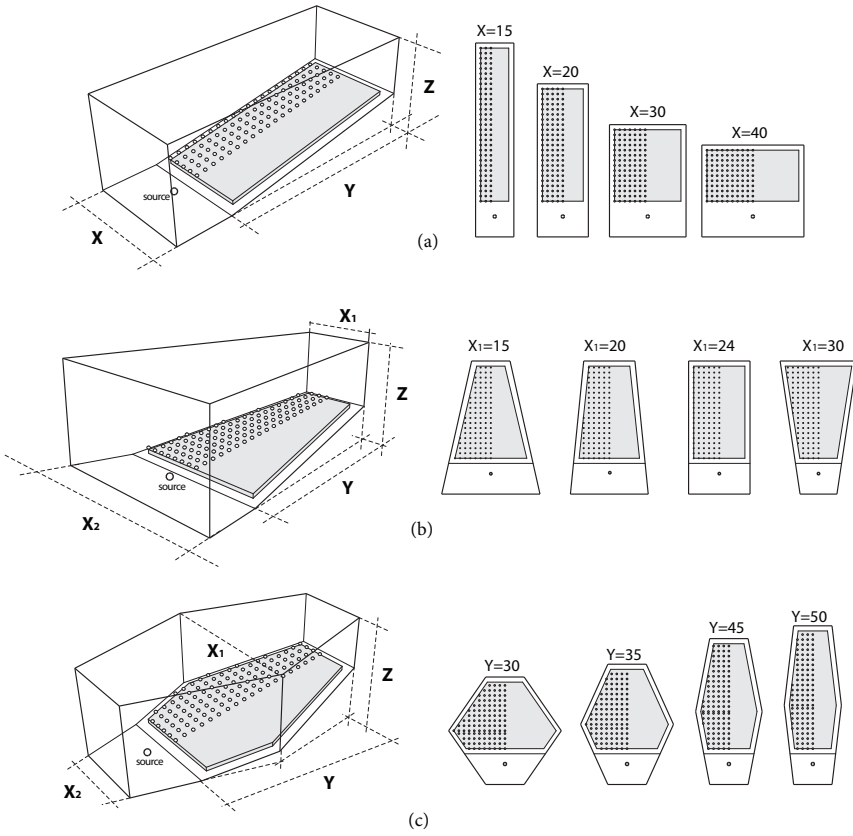 X=15
X=20
X=30
X=40
Z
Y
source
X
(a)
X₁
X₁=15
X₁=20
X₁=24
X₁=30
Z
source
Y
X₂
(b)
X₁
Z
Y=30
Y=35
Y=45
Y=50
source
X₂
Y
(c)